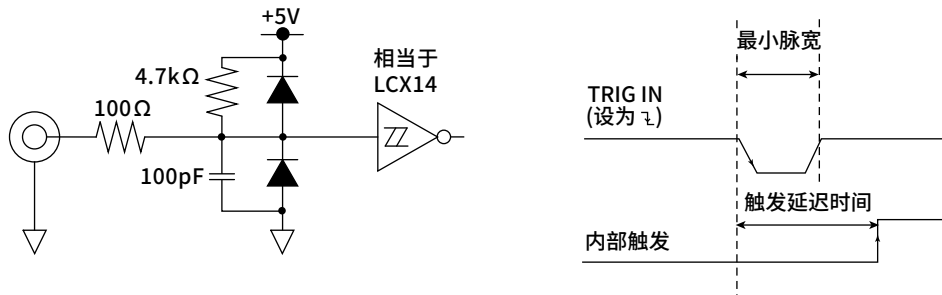 +5V
4.7kΩ
100Ω
相当于
LCX14
100pF
最小脉宽
TRIG IN
(设为 )
触发延迟时间
内部触发